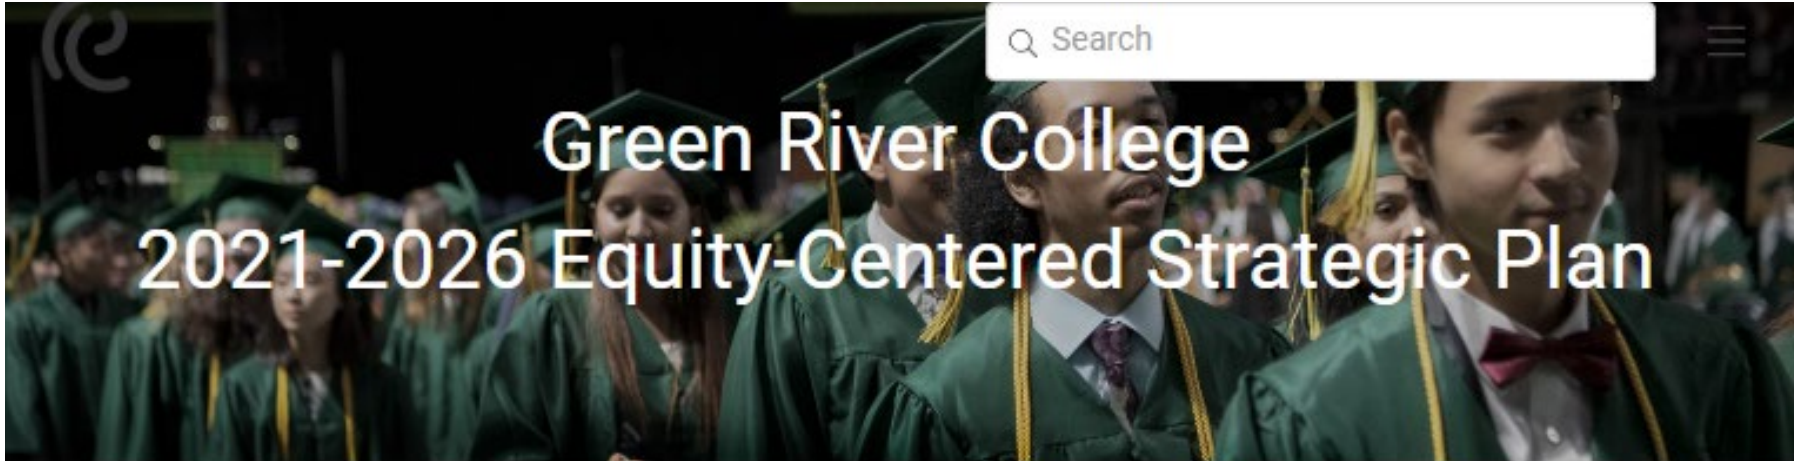 Search
Green River College
2021-2026 Equity-Centered Strategic Plan